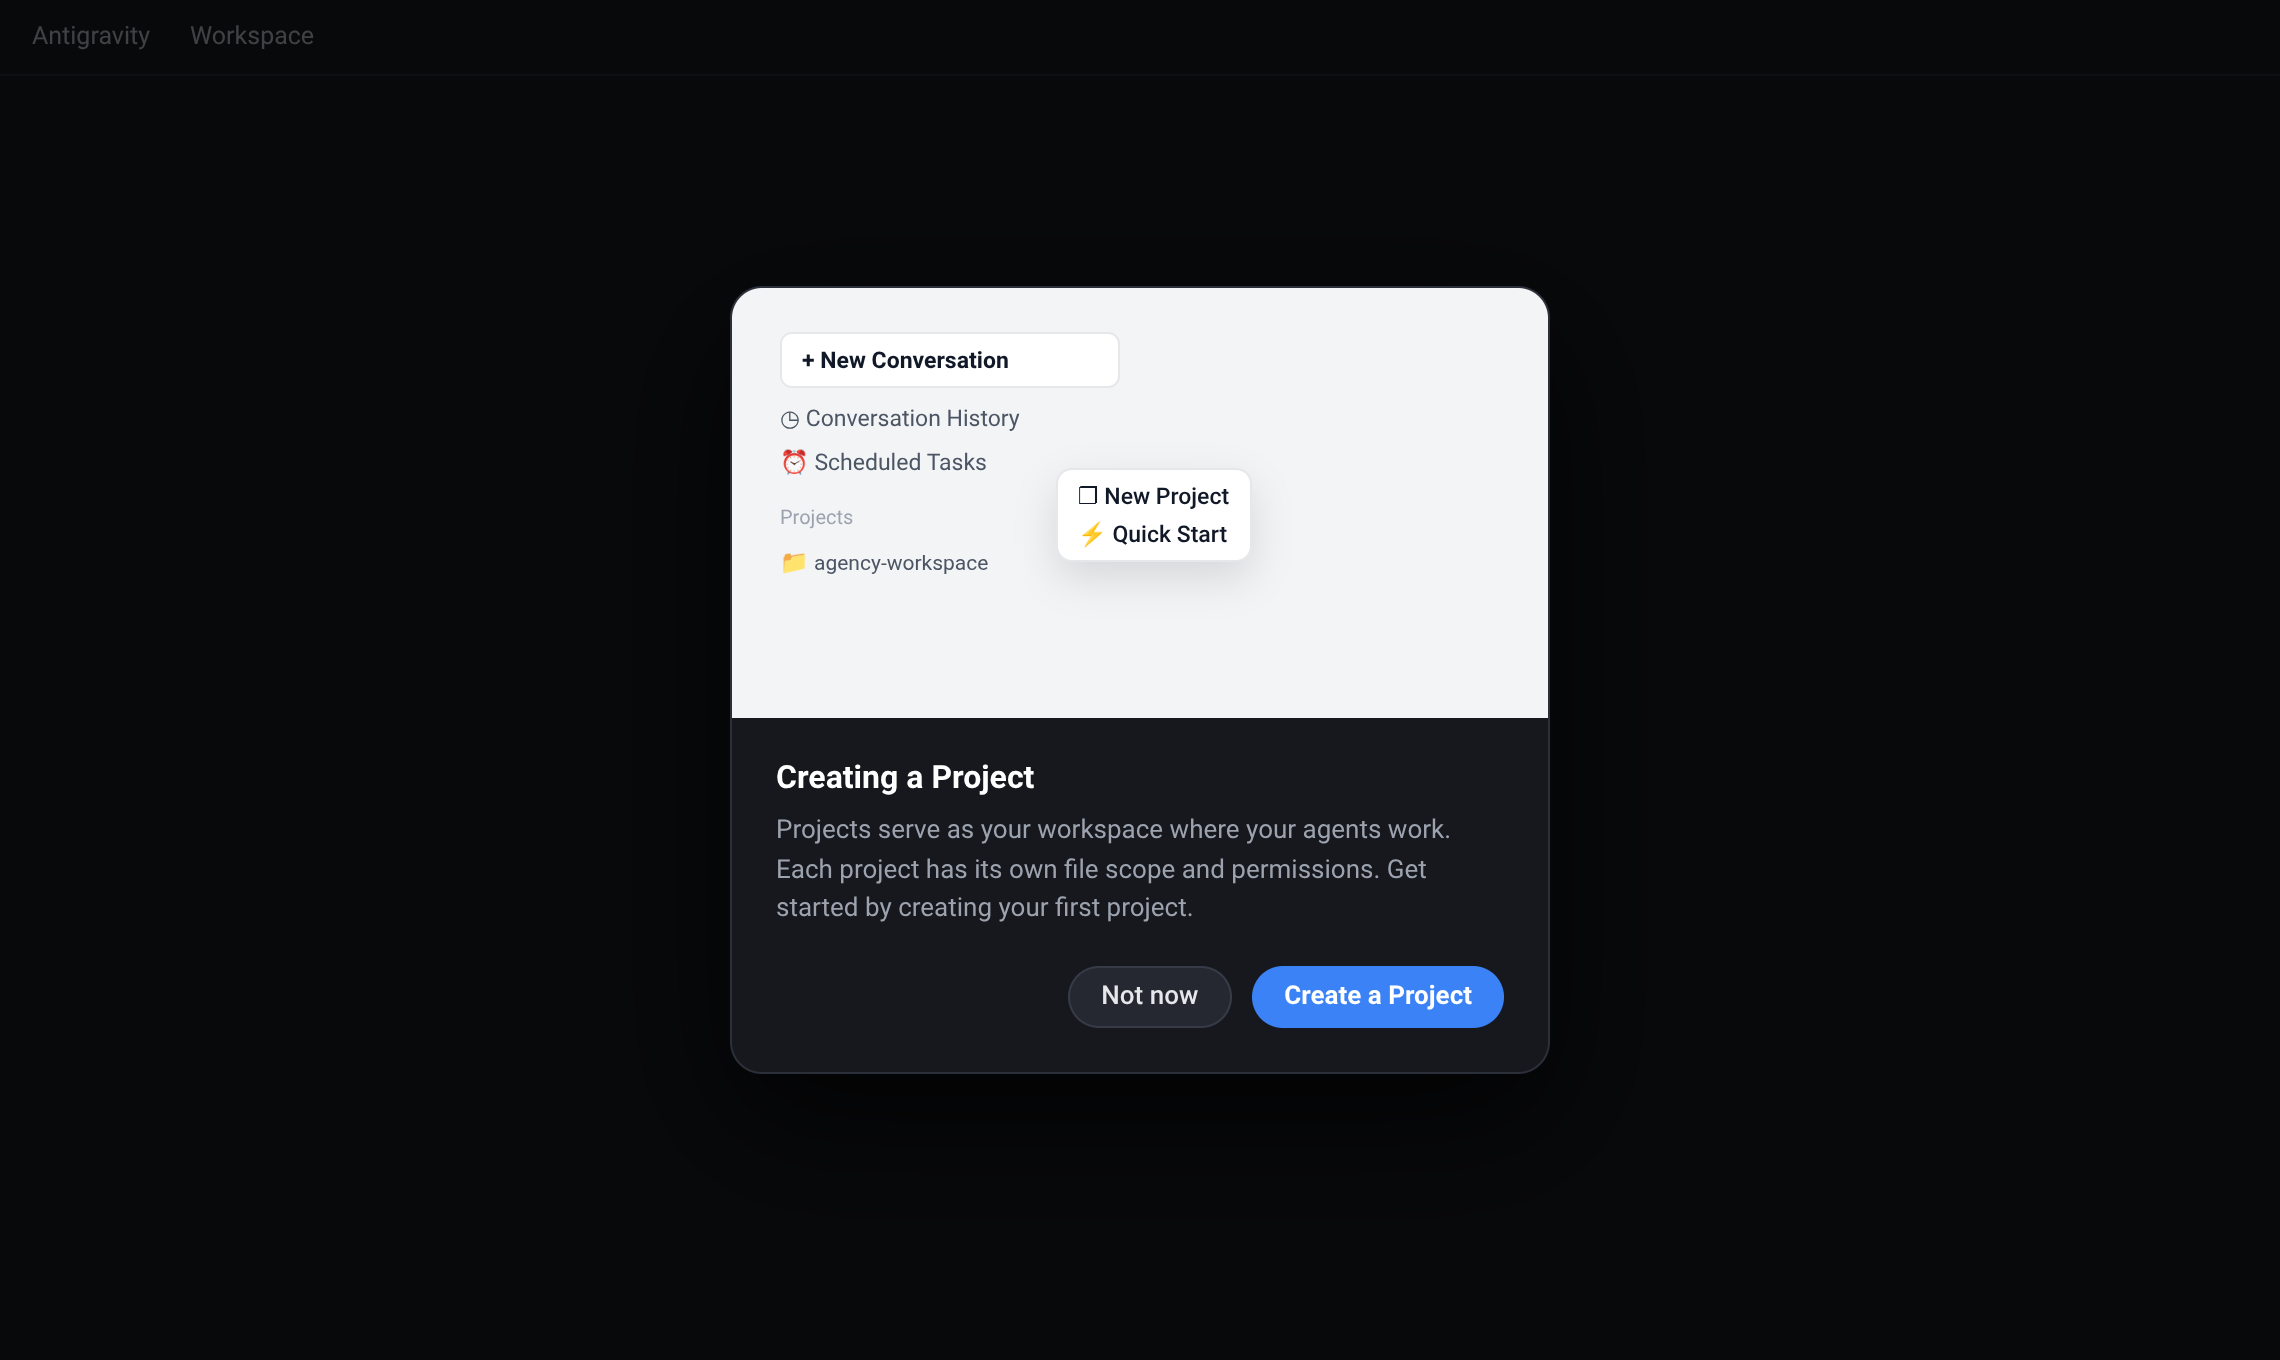 Antigravity Workspace
+ New Conversation
◷ Conversation History
⏰ Scheduled Tasks
Projects
📁 agency-workspace
❐ New Project
⚡ Quick Start
Creating a Project
Projects serve as your workspace where your agents work.
Each project has its own file scope and permissions. Get
started by creating your first project.
Not now
Create a Project